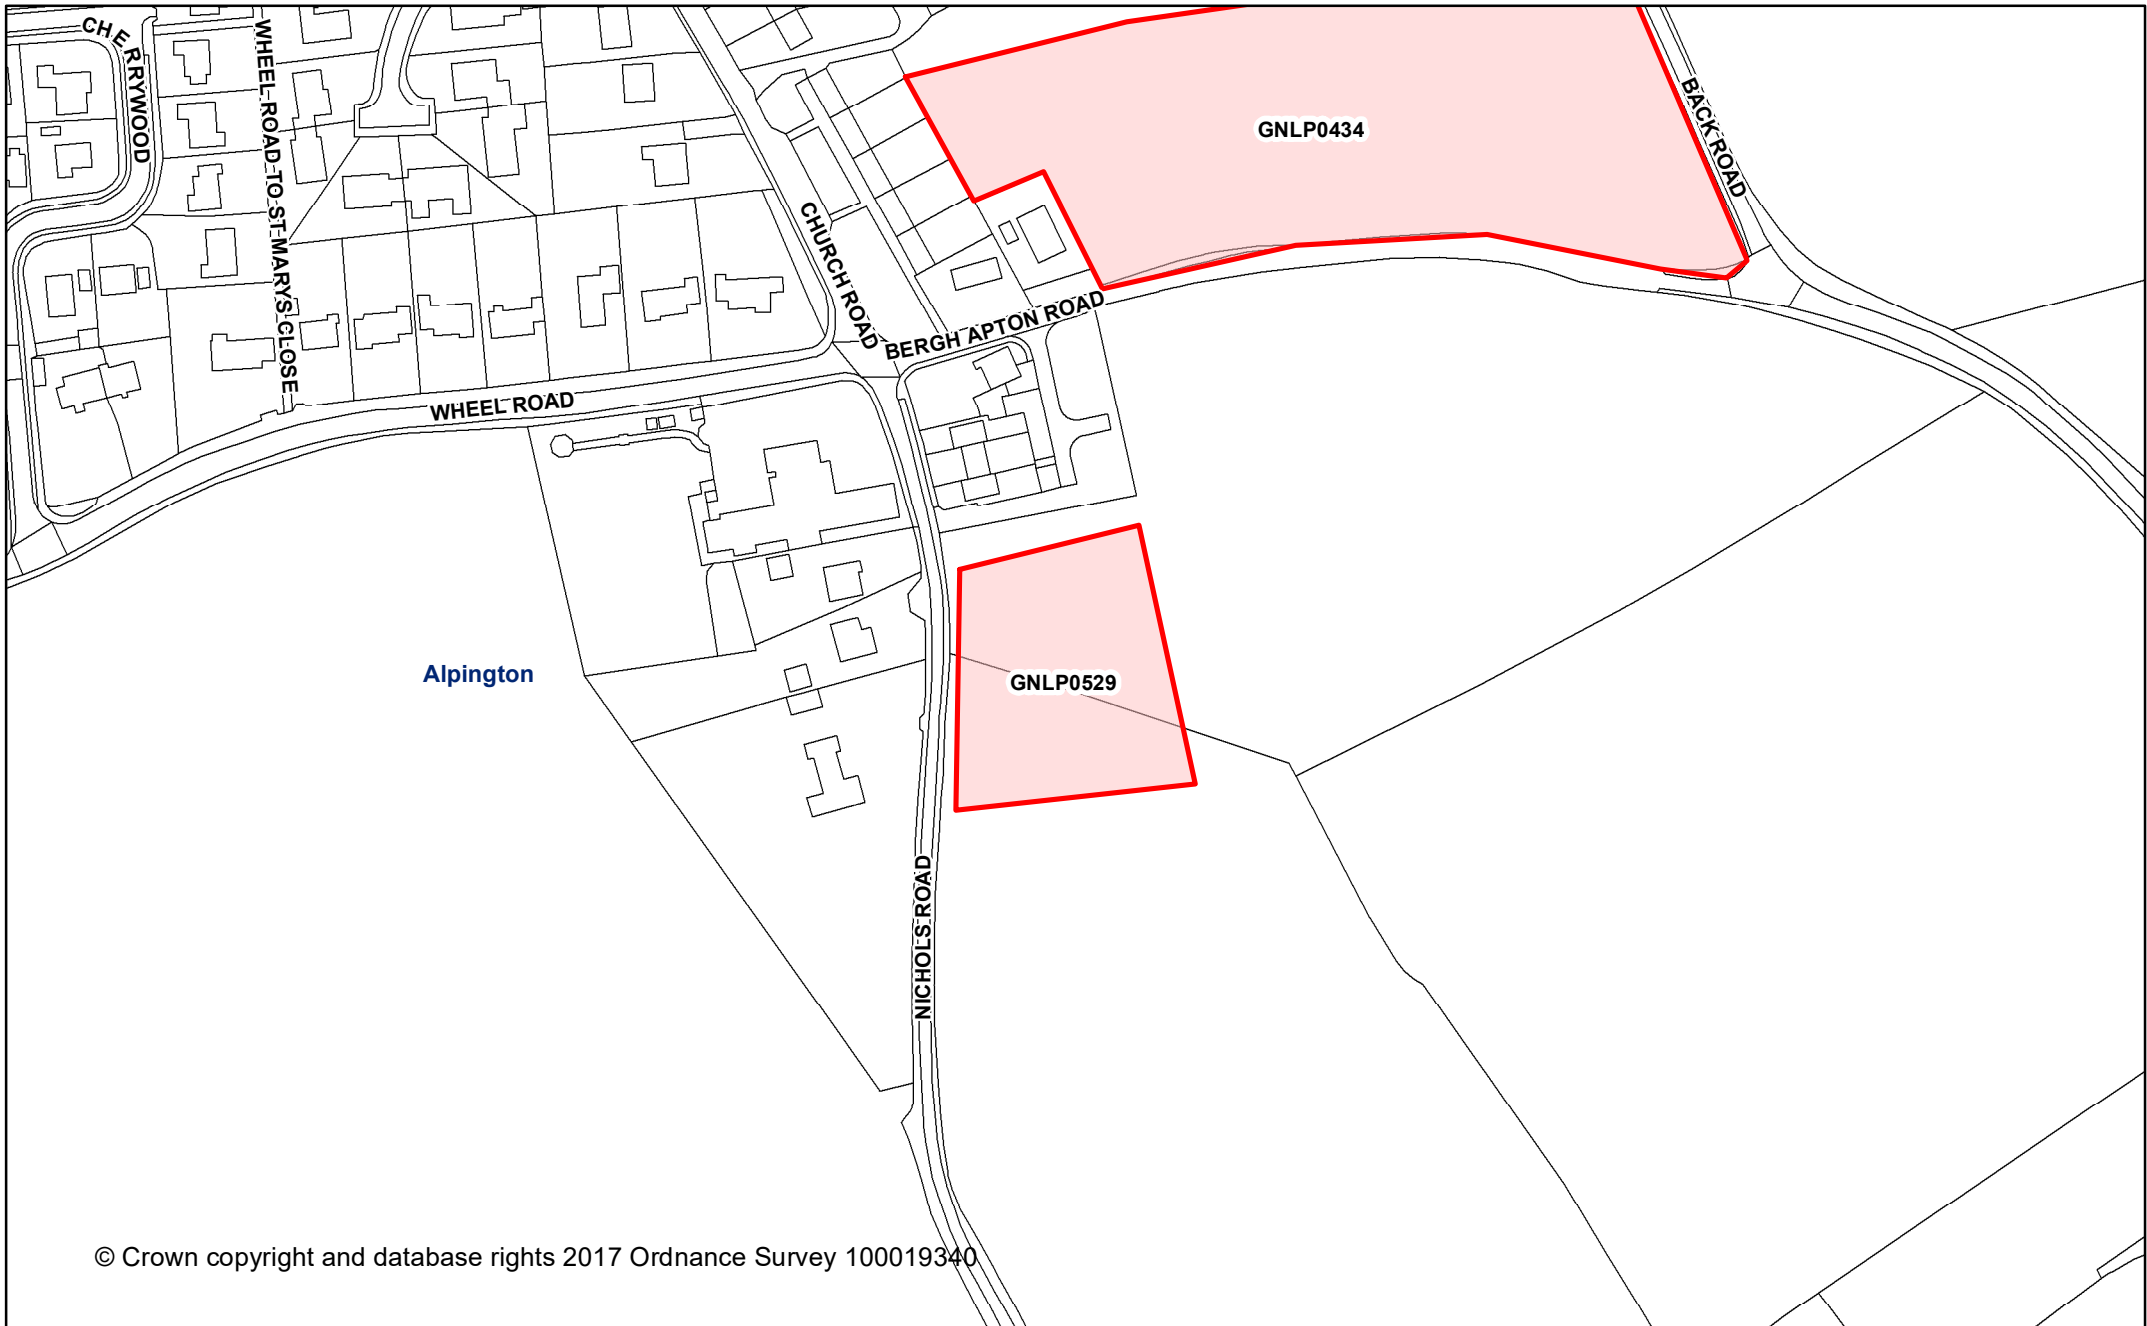 CHERRYWOOD
WHEEL ROAD TO ST MARYS CLOSE
BACK ROAD
GNLP0434
CHURCH ROAD
BERGH APTON ROAD
WHEEL ROAD
Alpington
GNLP0529
NICHOLS ROAD
© Crown copyright and database rights 2017 Ordnance Survey 100019340